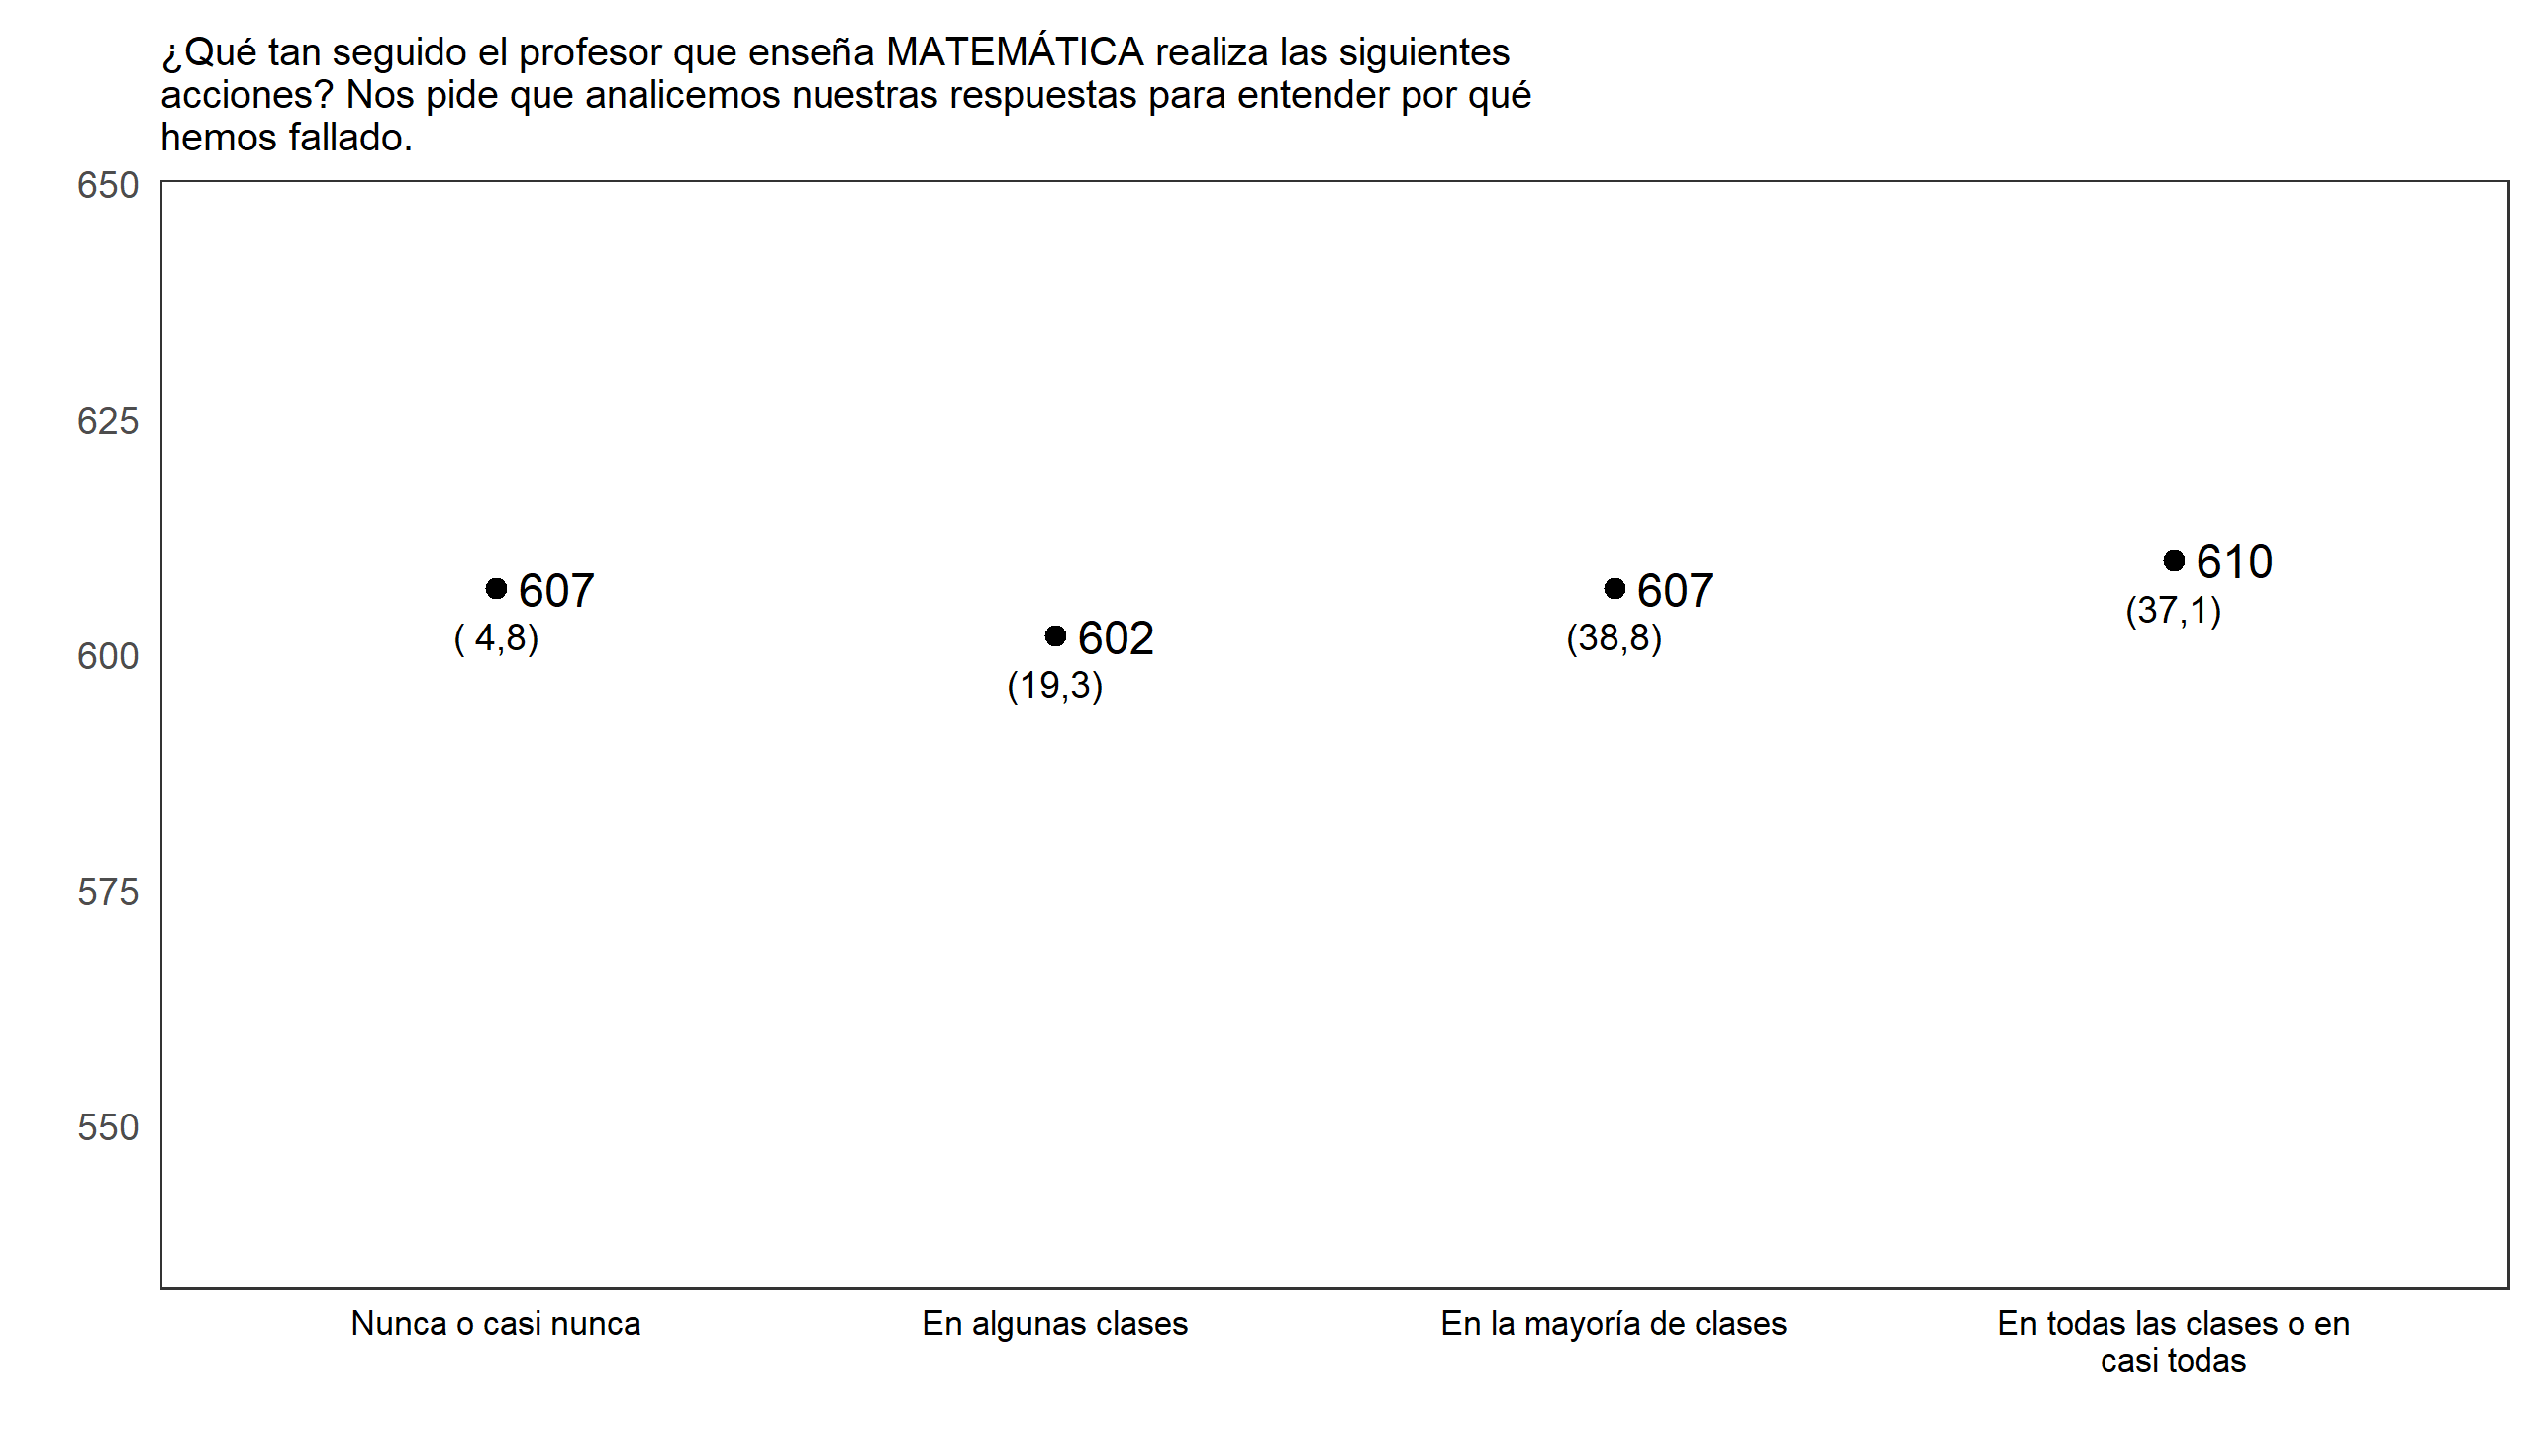 ¿Qué tan seguido el profesor que enseña MATEMÁTICA realiza las siguientes
acciones? Nos pide que analicemos nuestras respuestas para entender por qué
hemos fallado.
650
625
600
575
550
607
( 4,8)
602
(19,3)
607
(38,8)
610
(37,1)
Nunca o casi nunca
En algunas clases
En la mayoría de clases
En todas las clases o en
casi todas